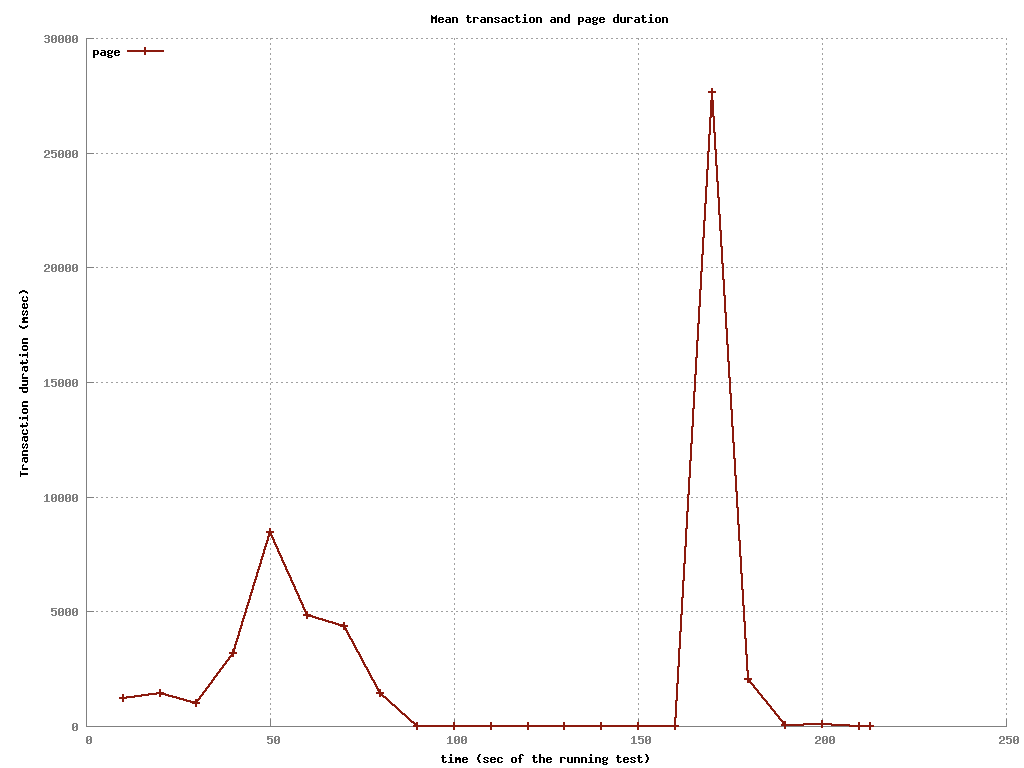 Mean transaction and page duration
page
30000
25000
20000
15000
10000
5000
0
Transaction duration (msec)
0 50 100 150 200 250
time (sec of the running test)